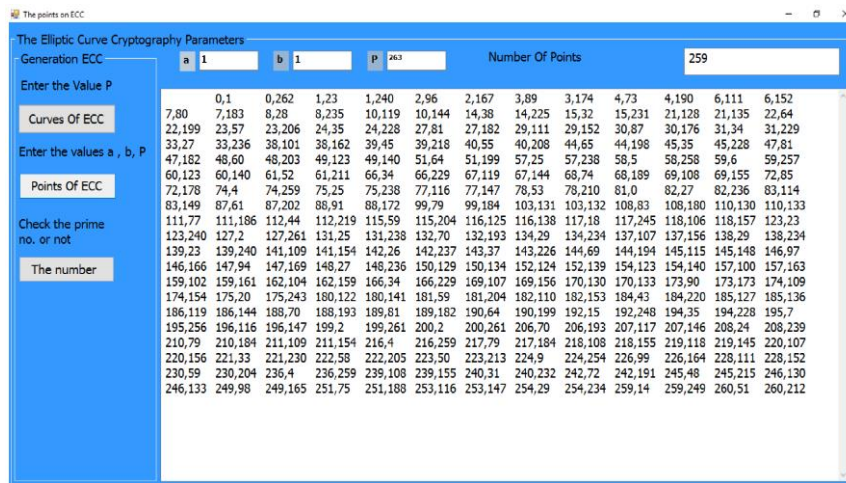 The points on ECC
The Elliptic Curve Cryptography Parameters
Generation ECC
a 1 b 1 P 263 Number Of Points 259
Enter the Value P
Curves Of ECC
Enter the values a , b, P
Points Of ECC
Check the prime
no. or not
The number
0,1 0,262 1,23 1,240 2,96 2,167 3,89 3,174 4,73 4,190 6,111 6,152
7,80 7,183 8,28 8,235 10,119 10,144 14,38 14,225 15,32 15,231 21,128 21,135 22,64
22,199 23,57 23,206 24,35 24,228 27,81 27,182 29,111 29,152 30,87 30,176 31,34 31,229
33,27 33,236 38,101 38,162 39,45 39,218 40,55 40,208 44,65 44,198 45,35 45,228 47,81
47,182 48,60 48,203 49,123 49,140 51,64 51,199 57,25 57,238 58,5 58,258 59,6 59,257
60,123 60,140 61,52 61,211 66,34 66,229 67,119 67,144 68,74 68,189 69,108 69,155 72,85
72,178 74,4 74,259 75,25 75,238 77,116 77,147 78,53 78,210 81,0 82,27 82,236 83,114
83,149 87,61 87,202 88,91 88,172 99,79 99,184 103,131 103,132 108,83 108,180 110,130 110,133
111,77 111,186 112,44 112,219 115,59 115,204 116,125 116,138 117,18 117,245 118,106 118,157 123,23
123,240 127,2 127,261 131,25 131,238 132,70 132,193 134,29 134,234 137,107 137,156 138,29 138,234
139,23 139,240 141,109 141,154 142,26 142,237 143,37 143,226 144,69 144,194 145,115 145,148 146,97
146,166 147,94 147,169 148,27 148,236 150,129 150,134 152,124 152,139 154,123 154,140 157,100 157,163
159,102 159,161 162,104 162,159 166,34 166,229 169,107 169,156 170,130 170,133 173,90 173,173 174,109
174,154 175,20 175,243 180,122 180,141 181,59 181,204 182,110 182,153 184,43 184,220 185,127 185,136
186,119 186,144 188,70 188,193 189,81 189,182 190,64 190,199 192,15 192,248 194,35 194,228 195,7
195,256 196,116 196,147 199,2 199,261 200,2 200,261 206,70 206,193 207,117 207,146 208,24 208,239
210,79 210,184 211,109 211,154 216,4 216,259 217,79 217,184 218,108 218,155 219,118 219,145 220,107
220,156 221,33 221,230 222,58 222,205 223,50 223,213 224,9 224,254 226,99 226,164 228,111 228,152
230,59 230,204 236,4 236,259 239,108 239,155 240,31 240,232 242,72 242,191 245,48 245,215 246,130
246,133 249,98 249,165 251,75 251,188 253,116 253,147 254,29 254,234 259,14 259,249 260,51 260,212